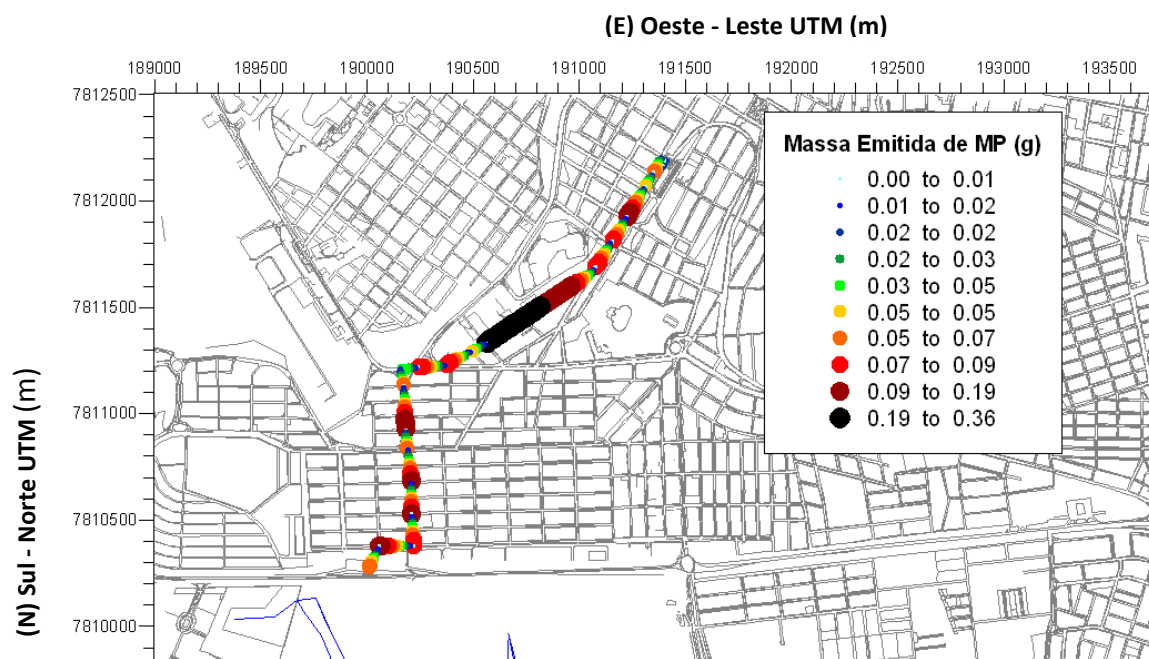 (E) Oeste - Leste UTM (m)
189000 189500 190000 190500 191000 191500 192000 192500 193000 193500
7812500
7812000
7811500
7811000
7810500
7810000
(N) Sul - Norte UTM (m)
Massa Emitida de MP (g)
0.00 to 0.01
0.01 to 0.02
0.02 to 0.02
0.02 to 0.03
0.03 to 0.05
0.05 to 0.05
0.05 to 0.07
0.07 to 0.09
0.09 to 0.19
0.19 to 0.36